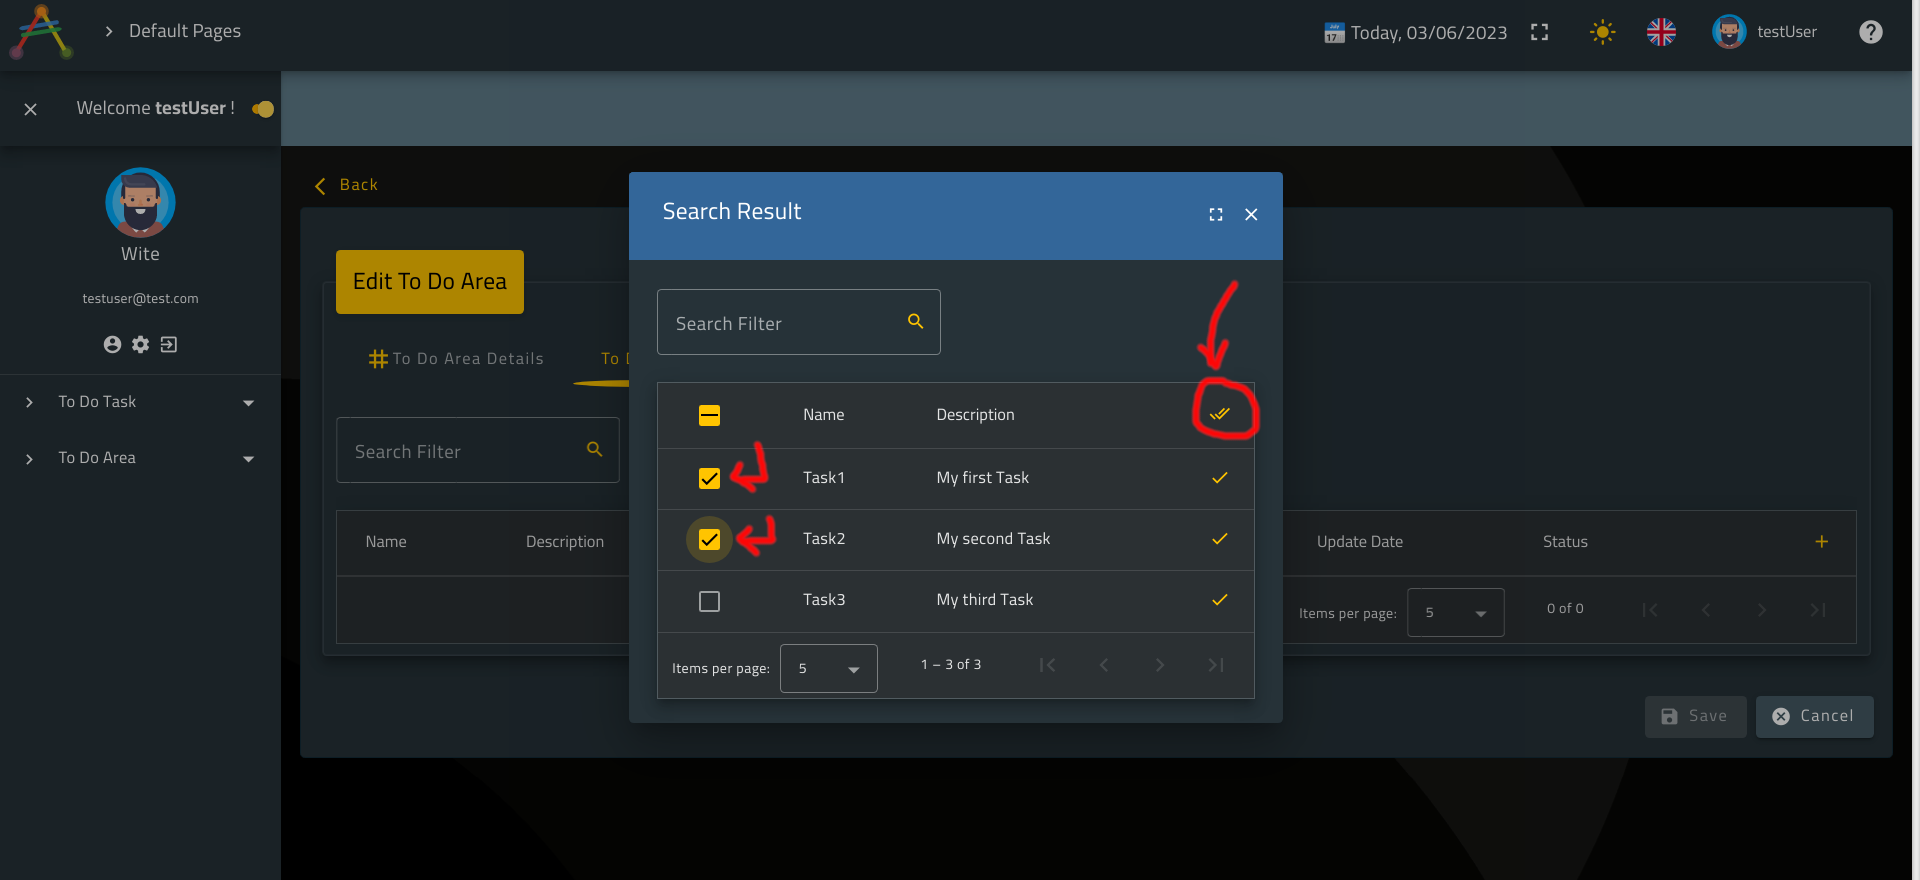 Default Pages
Today, 03/06/2023
testUser
Welcome testUser !
Wite
testuser@test.com
To Do Task
To Do Area
Back
Edit To Do Area
To Do Area Details
To D
Search Filter
Name Description
Update Date Status
Items per page: 5 0 of 0
Save Cancel
Search Result
Search Filter
Name Description
Task1 My first Task
Task2 My second Task
Task3 My third Task
Items per page: 5 1 – 3 of 3